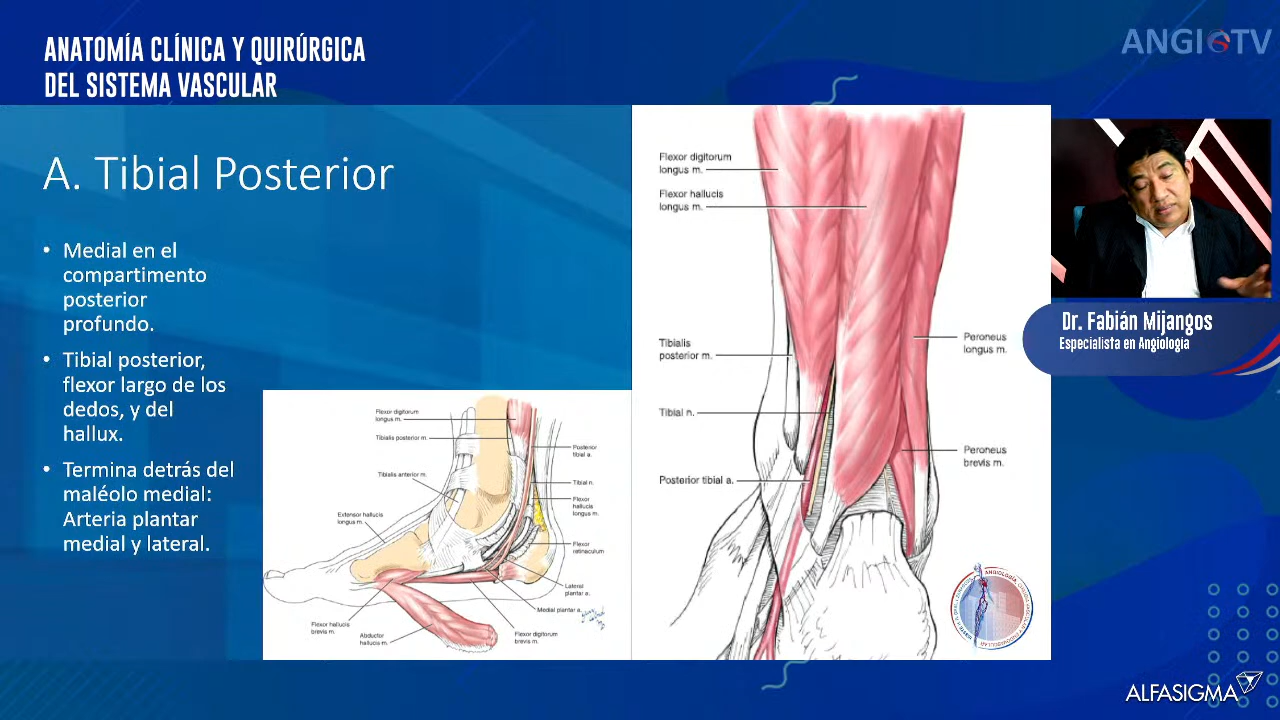 ANATOMÍA CLÍNICA Y QUIRÚRGICA
DEL SISTEMA VASCULAR
ANGIOTV
A. Tibial Posterior
• Medial en el
compartimento
posterior
profundo.
• Tibial posterior,
flexor largo de los
dedos, y del
hallux.
• Termina detrás del
maléolo medial:
Arteria plantar
medial y lateral.
Flexor digitorum
longus m.
Tibialis posterior m.
Tibialis anterior m.
Extensor hallucis
longus m.
Flexor hallucis
brevis m.
Abductor
hallucis m.
Posterior
tibial a.
Tibial n.
Flexor
hallucis
longus m.
Flexor
retinaculum
Lateral
plantar a.
Medial plantar a.
Flexor digitorum
brevis m.
Flexor digitorum
longus m.
Flexor hallucis
longus m.
Tibialis
posterior m.
Tibial n.
Posterior tibial a.
Peroneus
longus m.
Peroneus
brevis m.
Dr. Fabián Mijangos
Especialista en Angiología
ALFASIGMA